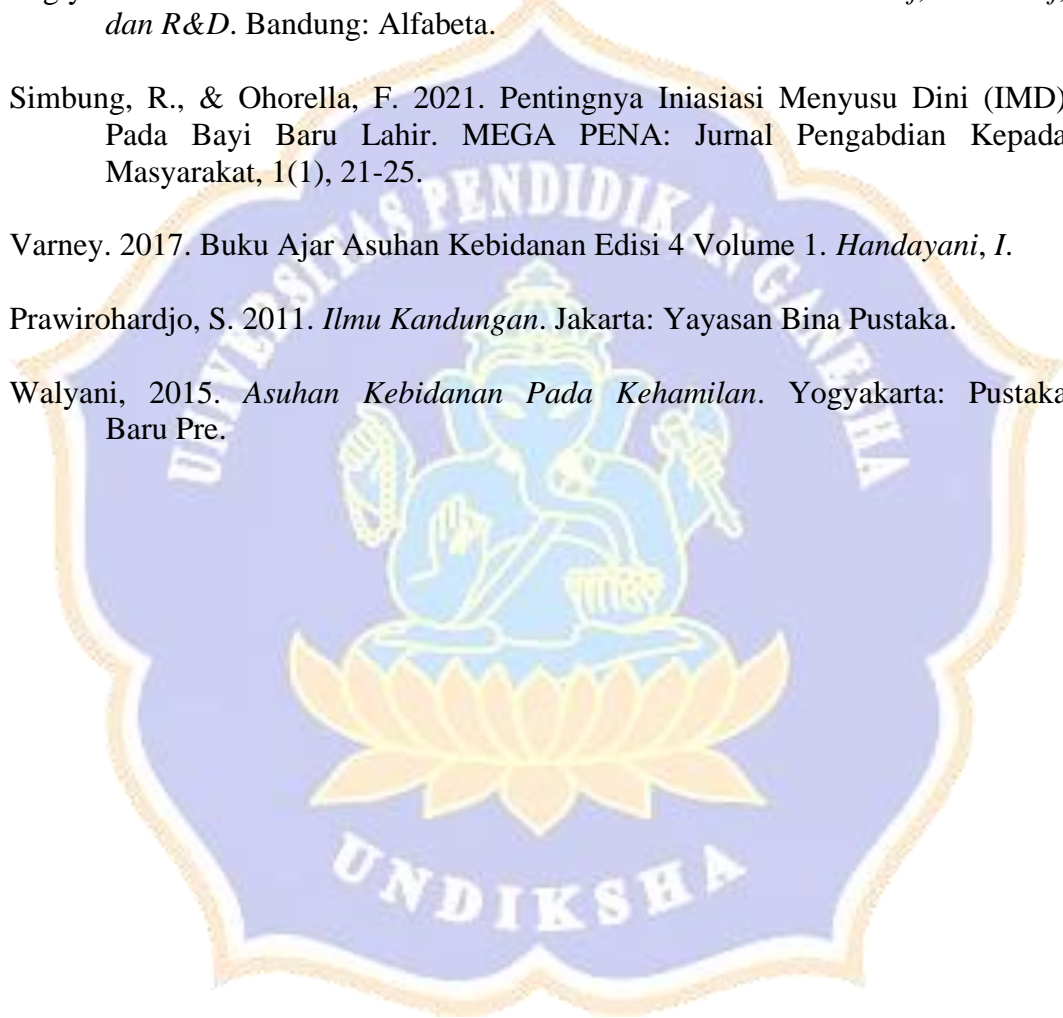 dan R&D. Bandung: Alfabeta.
Simbung, R., & Ohorella, F. 2021. Pentingnya Iniasiasi Menyusu Dini (IMD)
Pada Bayi Baru Lahir. MEGA PENA: Jurnal Pengabdian Kepada
Masyarakat, 1(1), 21-25.
Varney. 2017. Buku Ajar Asuhan Kebidanan Edisi 4 Volume 1. Handayani, I.
Prawirohardjo, S. 2011. Ilmu Kandungan. Jakarta: Yayasan Bina Pustaka.
Walyani, 2015. Asuhan Kebidanan Pada Kehamilan. Yogyakarta: Pustaka
Baru Pre.
UNIVERSITAS PENDIDIKAN GANESHA
UNDIKSHA